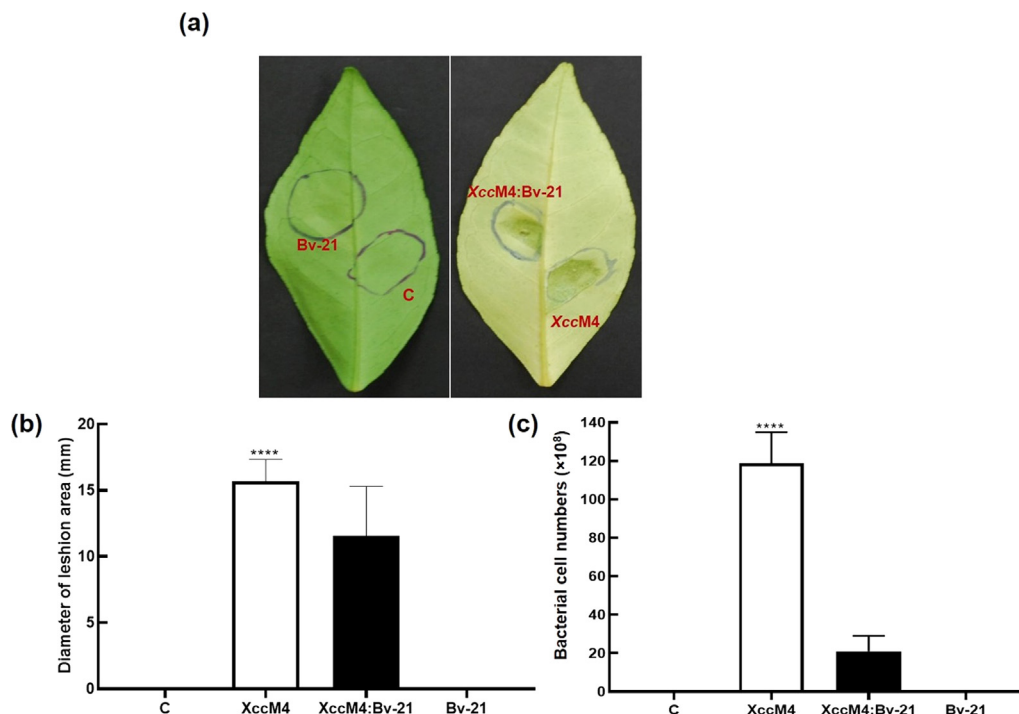 (a)
XccM4:Bv-21
Bv-21
C
XccM4
(b)
Diameter of leshion area (mm)
20
15
10
5
0
****
C XccM4 XccM4:Bv-21 Bv-21
(c)
Bacterial cell numbers (×10⁸)
140
120
100
80
60
40
20
0
****
C XccM4 XccM4:Bv-21 Bv-21